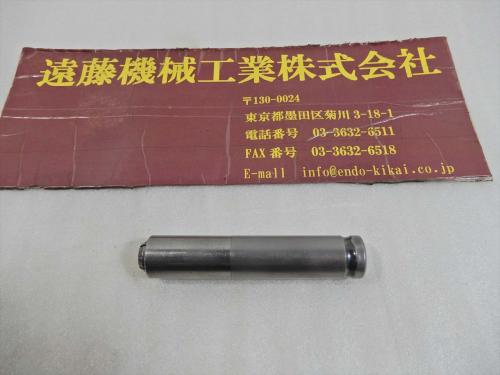 遠藤機械工業株式会社
〒130-0024
東京都墨田区菊川 3-18-1
電話番号 03-3632-6511
FAX 番号 03-3632-6518
E-mall info@endo-kikai.co.jp